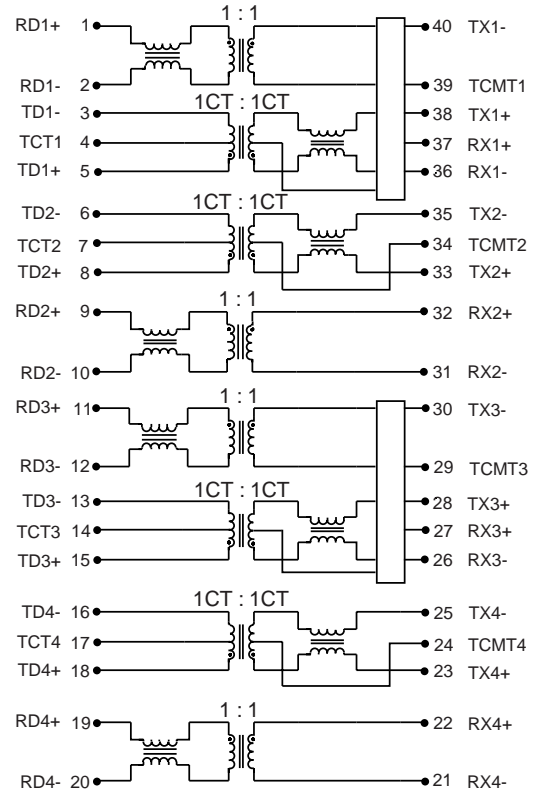 1 : 1
RD1+ 1 40 TX1-
RD1- 2 39 TCMT1
1CT : 1CT
TD1- 3 38 TX1+
TCT1 4 37 RX1+
TD1+ 5 36 RX1-
1CT : 1CT
TD2- 6 35 TX2-
TCT2 7 34 TCMT2
TD2+ 8 33 TX2+
1 : 1
RD2+ 9 32 RX2+
RD2- 10 31 RX2-
1 : 1
RD3+ 11 30 TX3-
RD3- 12 29 TCMT3
1CT : 1CT
TD3- 13 28 TX3+
TCT3 14 27 RX3+
TD3+ 15 26 RX3-
1CT : 1CT
TD4- 16 25 TX4-
TCT4 17 24 TCMT4
TD4+ 18 23 TX4+
1 : 1
RD4+ 19 22 RX4+
RD4- 20 21 RX4-